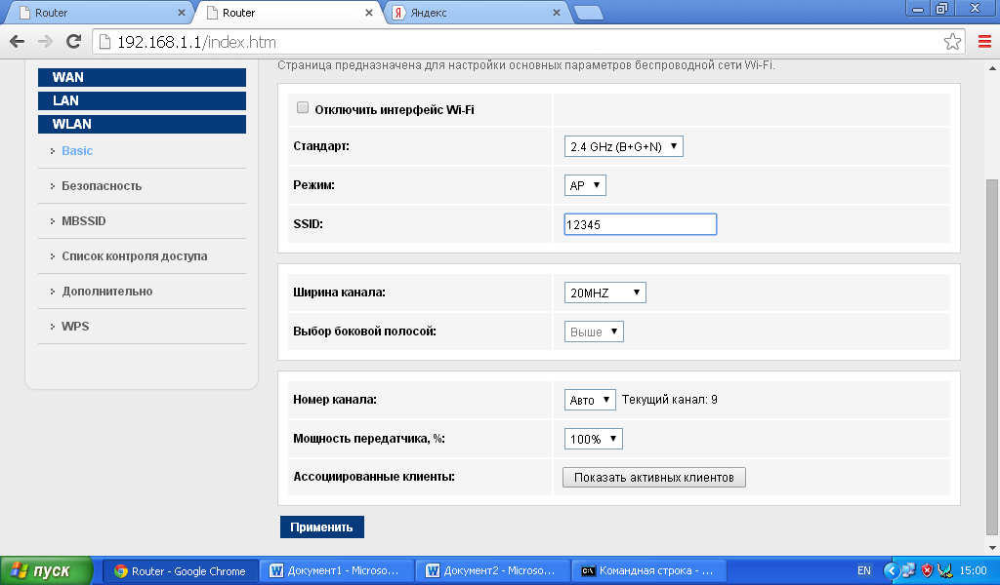 Router
Router
Яндекс
192.168.1.1/index.htm
Страница предназначена для настройки основных параметров беспроводной сети Wi-Fi.
WAN
LAN
WLAN
Basic
Безопасность
MBSSID
Список контроля доступа
Дополнительно
WPS
Отключить интерфейс Wi-Fi
Стандарт: 2.4 GHz (B+G+N)
Режим: AP
SSID: 12345
Ширина канала: 20MHZ
Выбор боковой полосой: Выше
Номер канала: Авто Текущий канал: 9
Мощность передатчика, %: 100%
Ассоциированные клиенты: Показать активных клиентов
Применить
пуск Router - Google Chrome Документ1 - Microso... Документ2 - Microso... Командная строка - ... EN 15:00